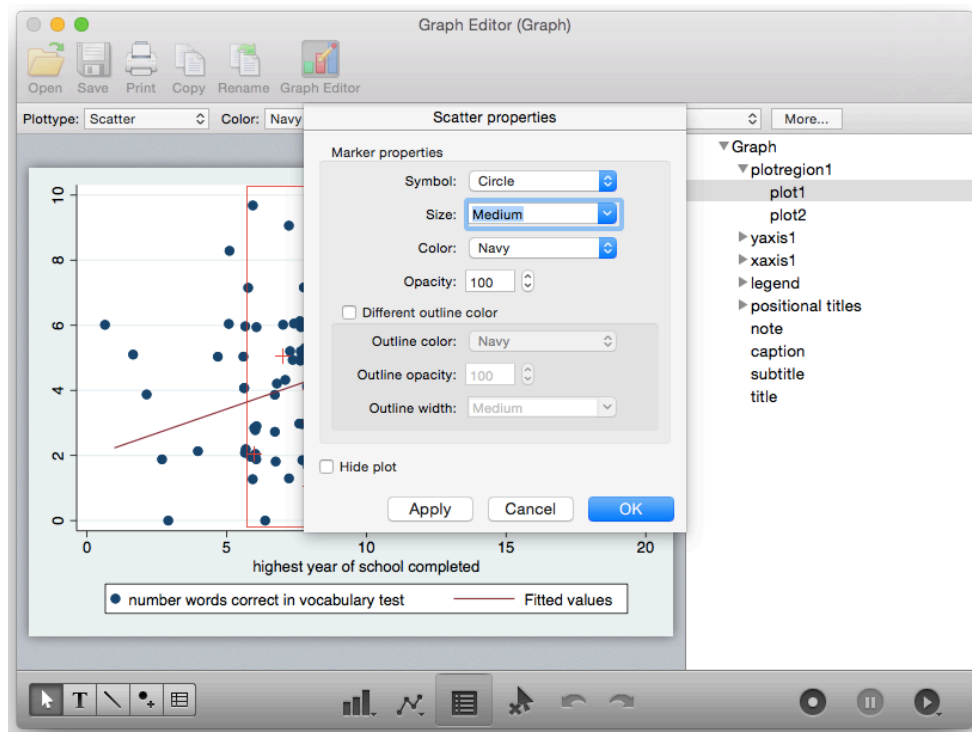 Graph Editor (Graph)
Open Save Print Copy Rename Graph Editor
Plottype: Scatter Color: Navy More...
Scatter properties
Marker properties
Symbol: Circle
Size: Medium
Color: Navy
Opacity: 100
Different outline color
Outline color: Navy
Outline opacity: 100
Outline width: Medium
Hide plot
Apply Cancel OK
Graph
plotregion1
plot1
plot2
yaxis1
xaxis1
legend
positional titles
note
caption
subtitle
title
10
8
6
4
2
0
0 5 10 15 20
highest year of school completed
number words correct in vocabulary test Fitted values
T